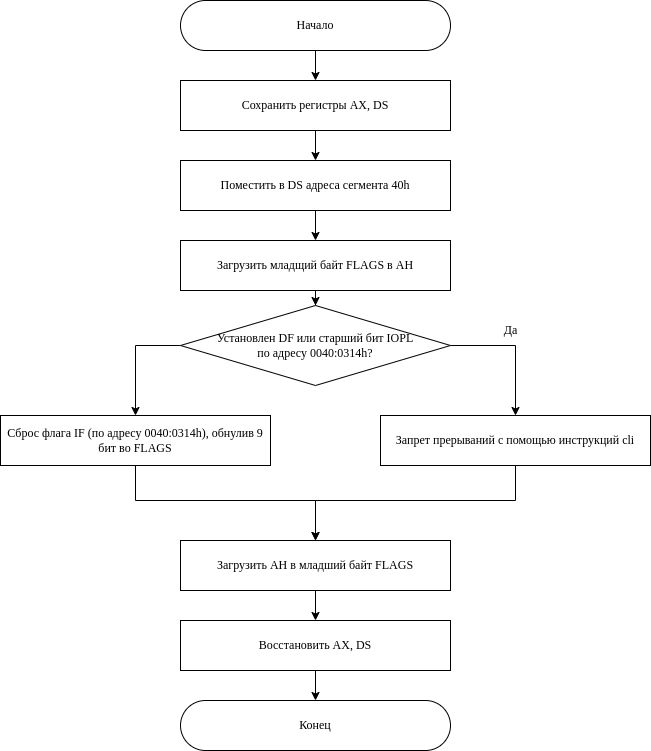 Начало
Сохранить регистры AX, DS
Поместить в DS адреса сегмента 40h
Загрузить младщий байт FLAGS в AH
Установлен DF или старший бит IOPL
по адресу 0040:0314h?
Да
Сброс флага IF (по адресу 0040:0314h), обнулив 9
бит во FLAGS
Запрет прерываний с помощью инструкций cli
Загрузить AH в младший байт FLAGS
Восстановить AX, DS
Конец